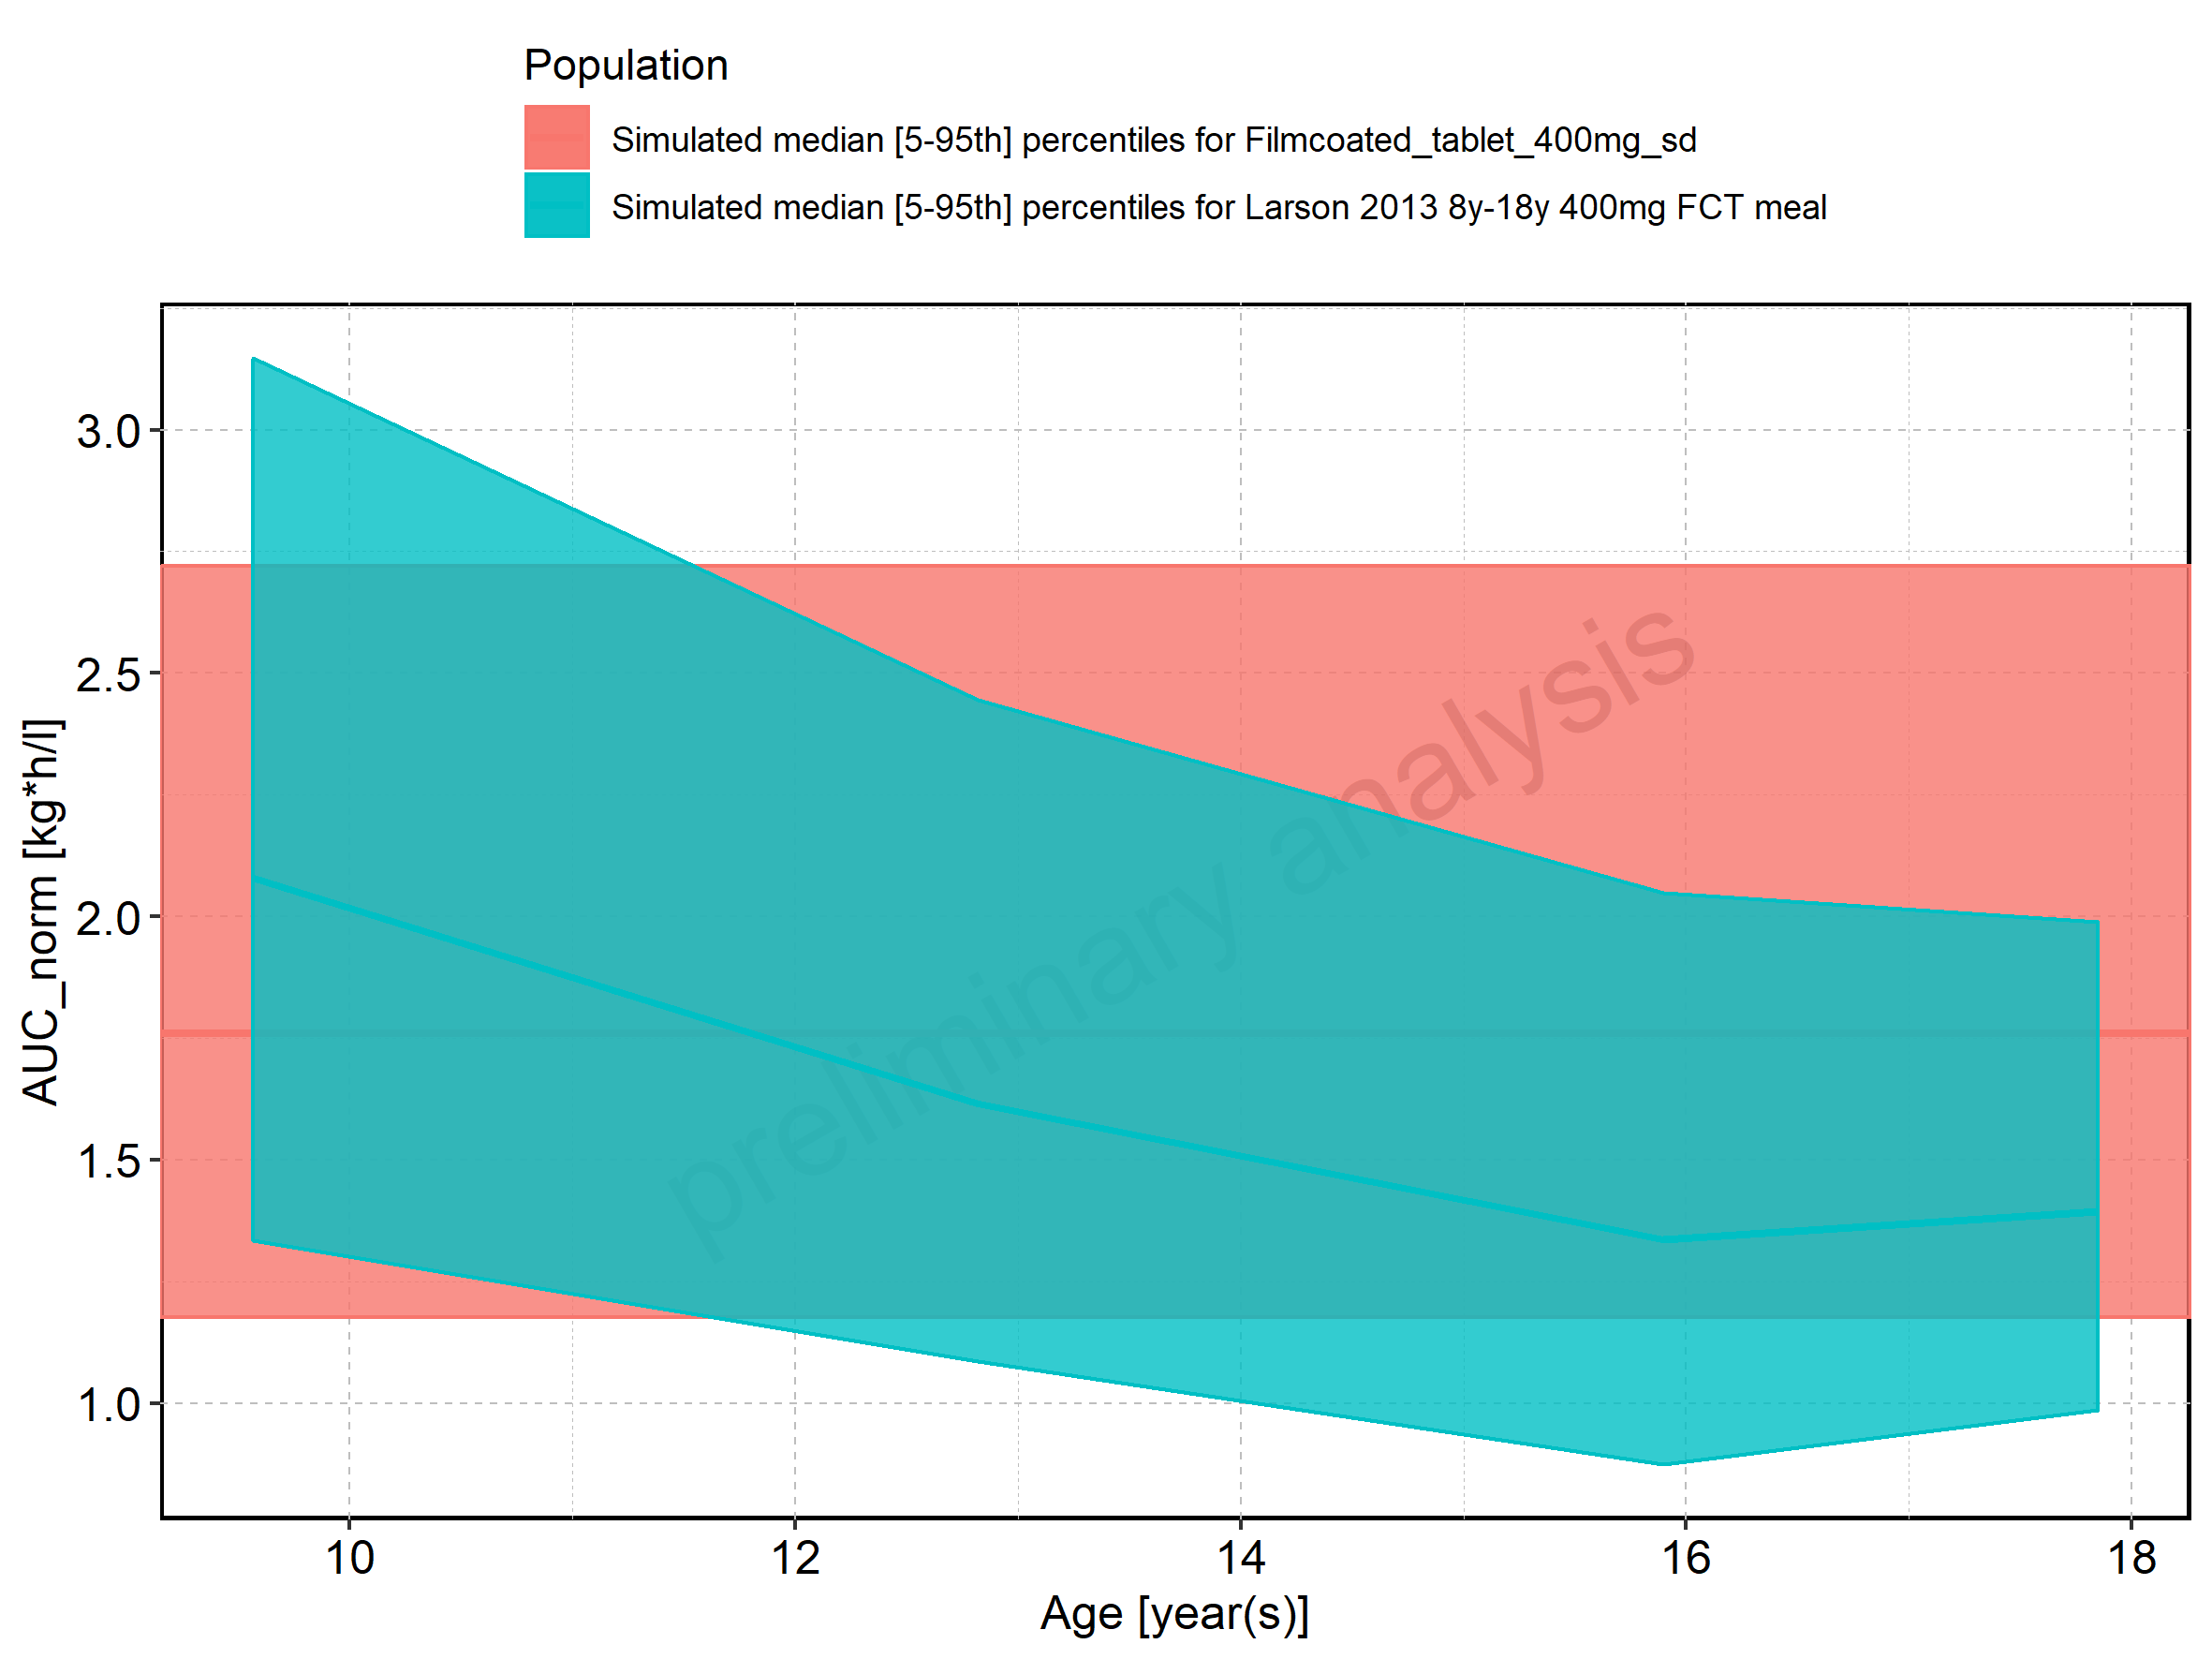 Population
Simulated median [5-95th] percentiles for Filmcoated_tablet_400mg_sd
Simulated median [5-95th] percentiles for Larson 2013 8y-18y 400mg FCT meal
3.0
2.5
2.0
1.5
1.0
AUC_norm [kg*h/l]
preliminary analysis
10 12 14 16 18
Age [year(s)]